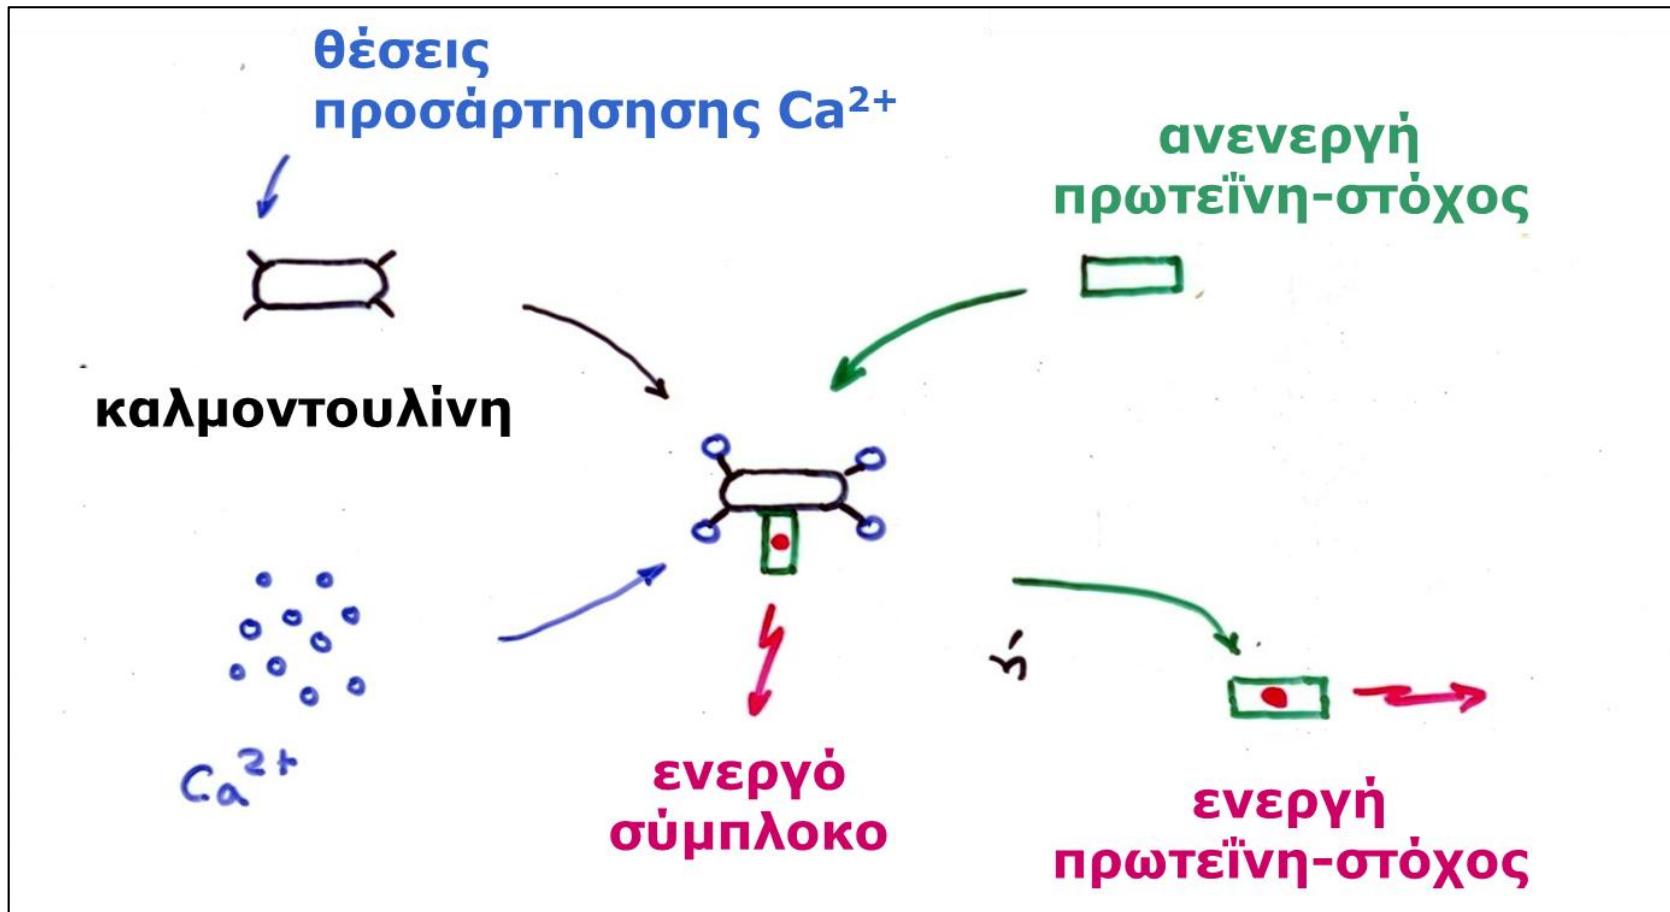 θέσεις
προσάρτησησης Ca²⁺
ανενεργή
πρωτεΐνη-στόχος
καλμοντουλίνη
Ca²⁺
ή
ενεργό
σύμπλοκο
ενεργή
πρωτεΐνη-στόχος